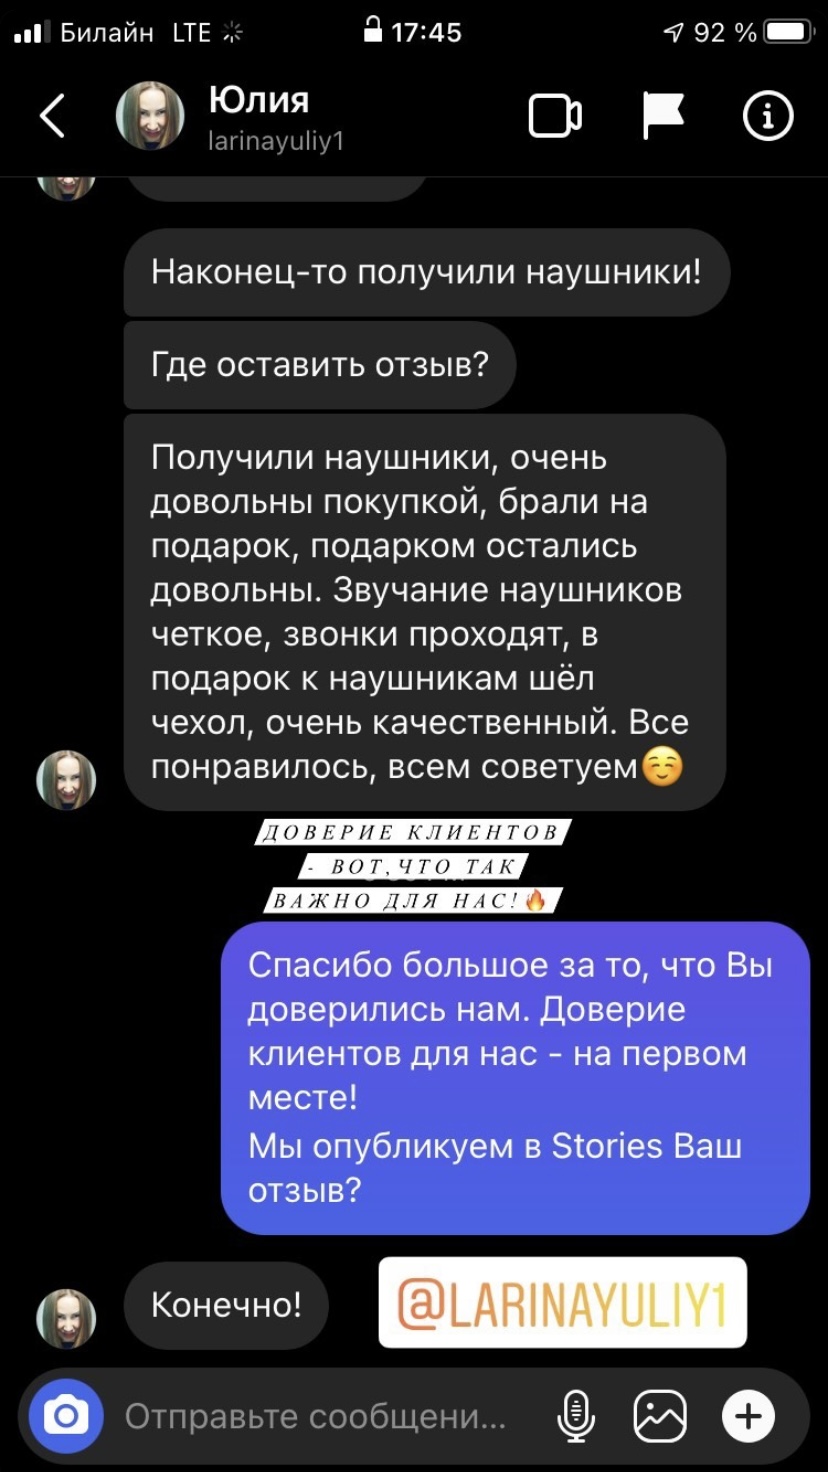 Билайн LTE 17:45 92 %
Юлия
larinayuliy1
Наконец-то получили наушники!
Где оставить отзыв?
Получили наушники, очень
довольны покупкой, брали на
подарок, подарком остались
довольны. Звучание наушников
четкое, звонки проходят, в
подарок к наушникам шёл
чехол, очень качественный. Все
понравилось, всем советуем☺️
ДОВЕРИЕ КЛИЕНТОВ
- ВОТ,ЧТО ТАК
ВАЖНО ДЛЯ НАС!🔥
Спасибо большое за то, что Вы
доверились нам. Доверие
клиентов для нас - на первом
месте!
Мы опубликуем в Stories Ваш
отзыв?
Конечно!
@LARINAYULIY1
Отправьте сообщени...